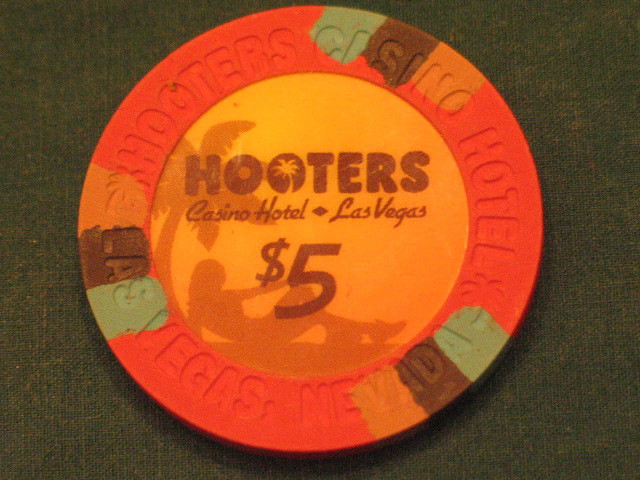 HOOTERS CASINO HOTEL
HOOTERS
Casino Hotel ♦ Las Vegas
$5
LAS VEGAS, NEVADA